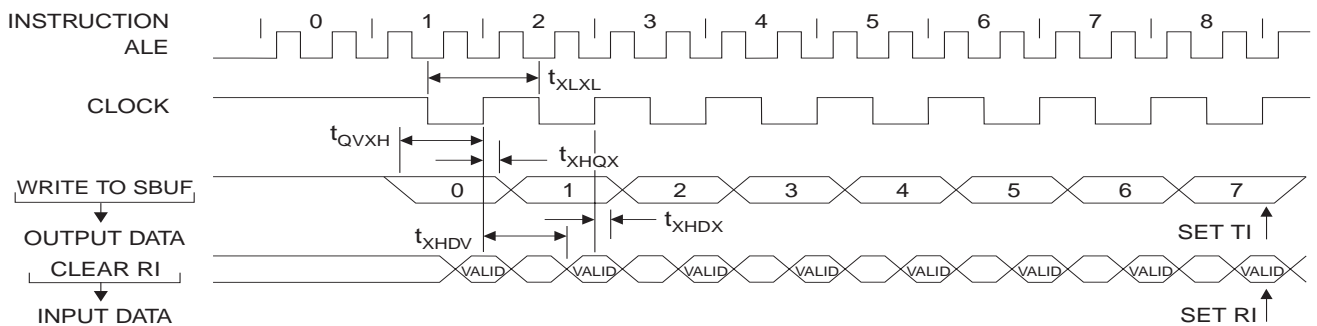 INSTRUCTION 0 1 2 3 4 5 6 7 8
ALE
tXLXL
CLOCK
tQVXH
tXHQX
WRITE TO SBUF 0 1 2 3 4 5 6 7
tXHDX
SET TI
OUTPUT DATA
tXHDV
CLEAR RI VALID VALID VALID VALID VALID VALID VALID VALID
INPUT DATA
SET RI